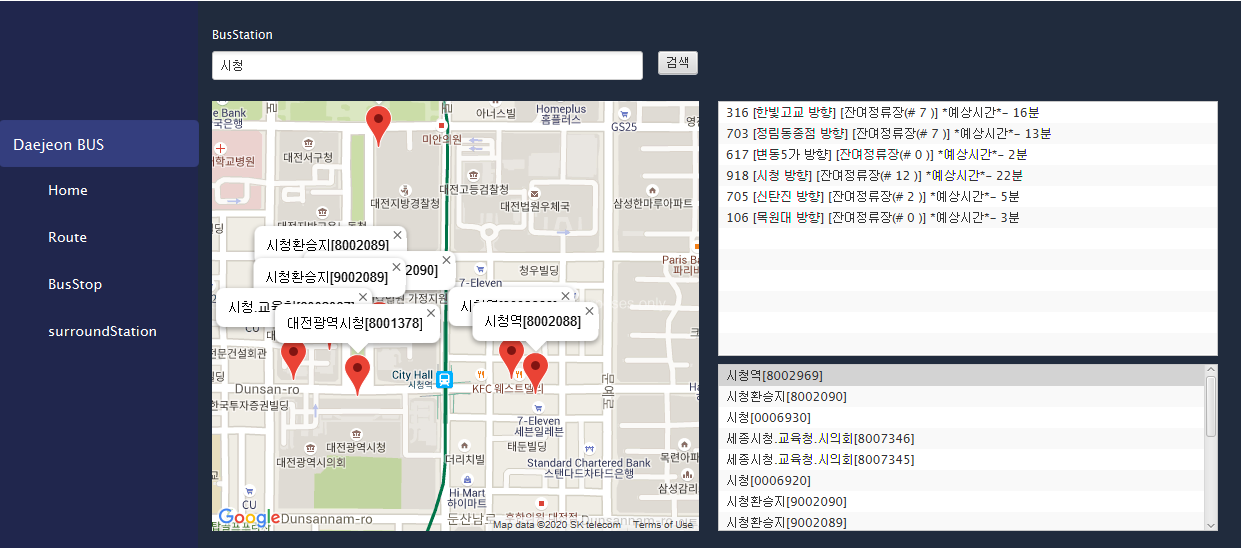 BusStation
시청
검색
Daejeon BUS
Home
Route
BusStop
surroundStation
e Bank
국은행
아너스빌
Homeplus
홈플러스
GS25
미안의원
대전서구청
학교병원
대전고등검찰청
대전지방경찰청
대전법원우체국
삼성한마루아파트
시청환승지[8002089]
시청환승지[9002089]
2090]
7-Eleven
청우빌딩
Paris Ba
파리바
가정지원
시청역[8002088]
대전광역시청[8001378]
CU
전문건설회관
City Hall
시청역
KFC 웨스트
Dunsan-ro
한국투자증권빌딩
7-Eleven
세븐일레븐
태둔빌딩
대전광역시청
대전광역시의회
더리치빌
Standard Chartered Bank
스탠다드차타드은행
목련아파
삼성감리
Hi Mart
하이마트
CU
Google
Dunsannam-ro
둔산남로
Map data ©2020 SK telecom
Terms of Use
316 [한빛고교 방향] [잔여정류장(# 7 )] *예상시간*- 16분
703 [정림동종점 방향] [잔여정류장(# 7 )] *예상시간*- 13분
617 [변동5가 방향] [잔여정류장(# 0 )] *예상시간*- 2분
918 [시청 방향] [잔여정류장(# 12 )] *예상시간*- 22분
705 [신탄진 방향] [잔여정류장(# 2 )] *예상시간*- 5분
106 [목원대 방향] [잔여정류장(# 0 )] *예상시간*- 3분
시청역[8002969]
시청환승지[8002090]
시청[0006930]
세종시청.교육청.시의회[8007346]
세종시청.교육청.시의회[8007345]
시청[0006920]
시청환승지[9002090]
시청환승지[9002089]